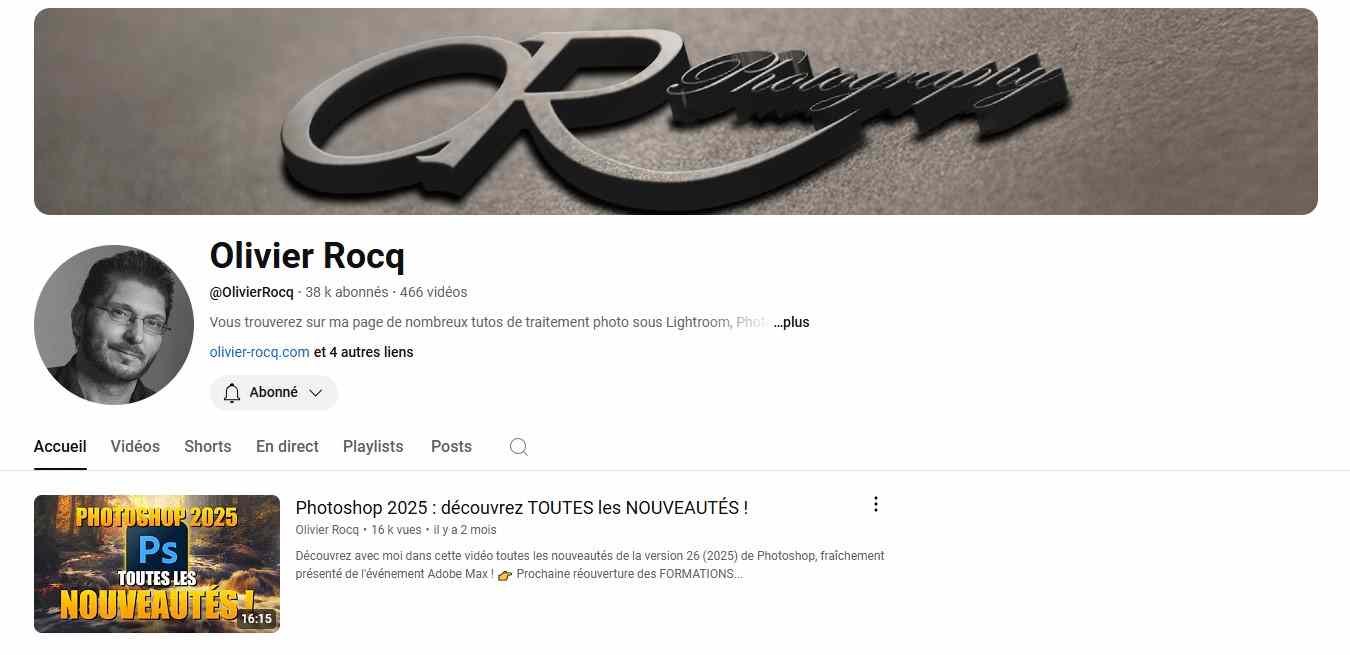 OR Photography
Olivier Rocq
@OlivierRocq · 38 k abonnés · 466 vidéos
Vous trouverez sur ma page de nombreux tutos de traitement photo sous Lightroom, Photo ...plus
olivier-rocq.com et 4 autres liens
Abonné
Accueil Vidéos Shorts En direct Playlists Posts
PHOTOSHOP 2025
Ps
TOUTES LES
NOUVEAUTÉS !
16:15
Photoshop 2025 : découvrez TOUTES les NOUVEAUTÉS !
Olivier Rocq • 16 k vues • il y a 2 mois
Découvrez avec moi dans cette vidéo toutes les nouveautés de la version 26 (2025) de Photoshop, fraîchement
présenté de l'événement Adobe Max ! 👉 Prochaine réouverture des FORMATIONS...